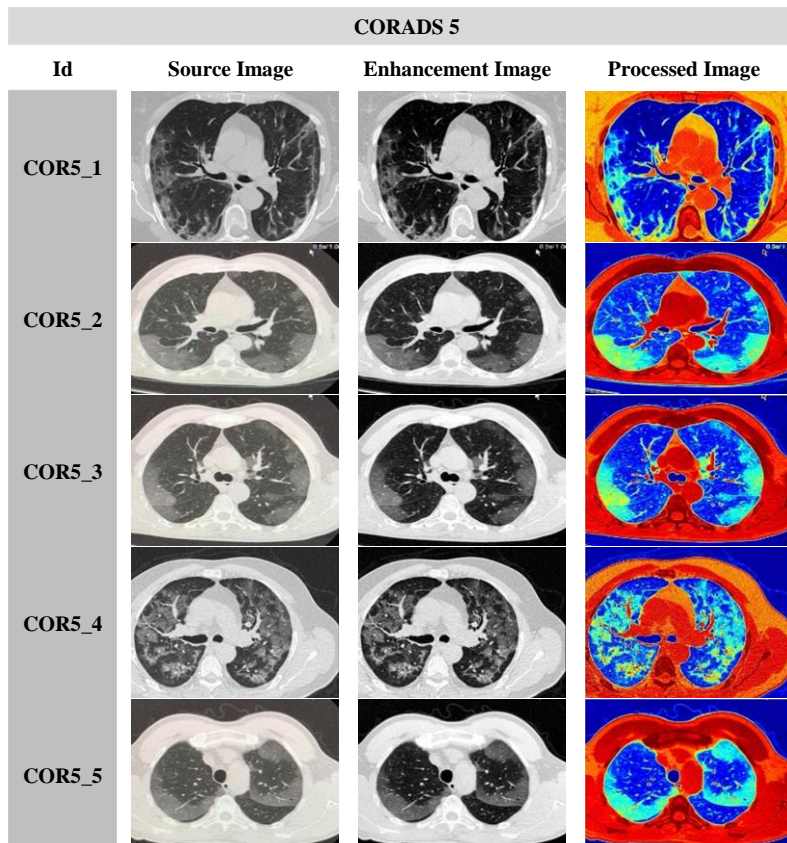 CORADS 5
Id Source Image Enhancement Image Processed Image
COR5_1
COR5_2
COR5_3
COR5_4
COR5_5